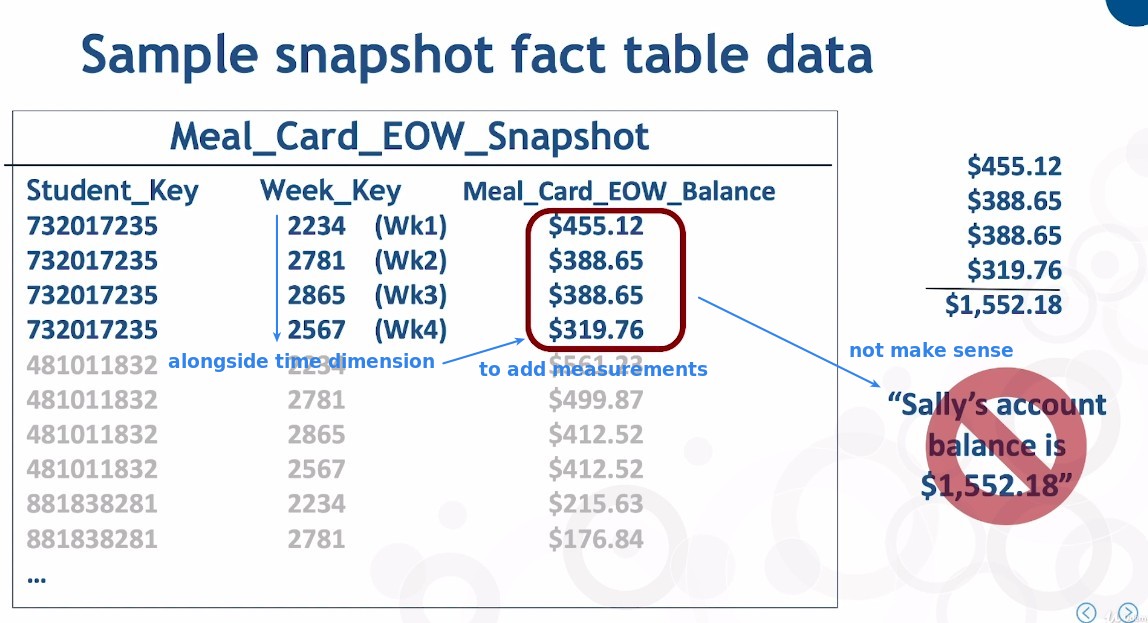 Sample snapshot fact table data
Meal_Card_EOW_Snapshot
Student_Key Week_Key Meal_Card_EOW_Balance
732017235 2234 (Wk1) $455.12
732017235 2781 (Wk2) $388.65
732017235 2865 (Wk3) $388.65
732017235 2567 (Wk4) $319.76
481011832 2234 $561.23
alongside time dimension
to add measurements
481011832 2781 $499.87
481011832 2865 $412.52
481011832 2567 $412.52
881838281 2234 $215.63
881838281 2781 $176.84
...
$455.12
$388.65
$388.65
$319.76
$1,552.18
not make sense
“Sally’s account
balance is
$1,552.18”